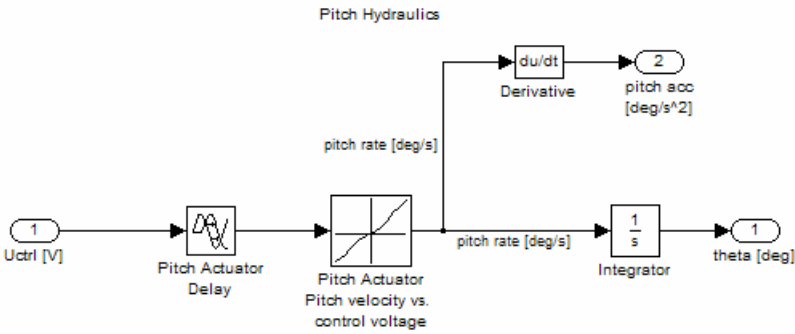 Pitch Hydraulics
du/dt
Derivative
2
pitch acc
[deg/s^2]
pitch rate [deg/s]
1
Uctrl [V]
Pitch Actuator
Delay
Pitch Actuator
Pitch velocity vs.
control voltage
pitch rate [deg/s]
1
s
Integrator
1
theta [deg]